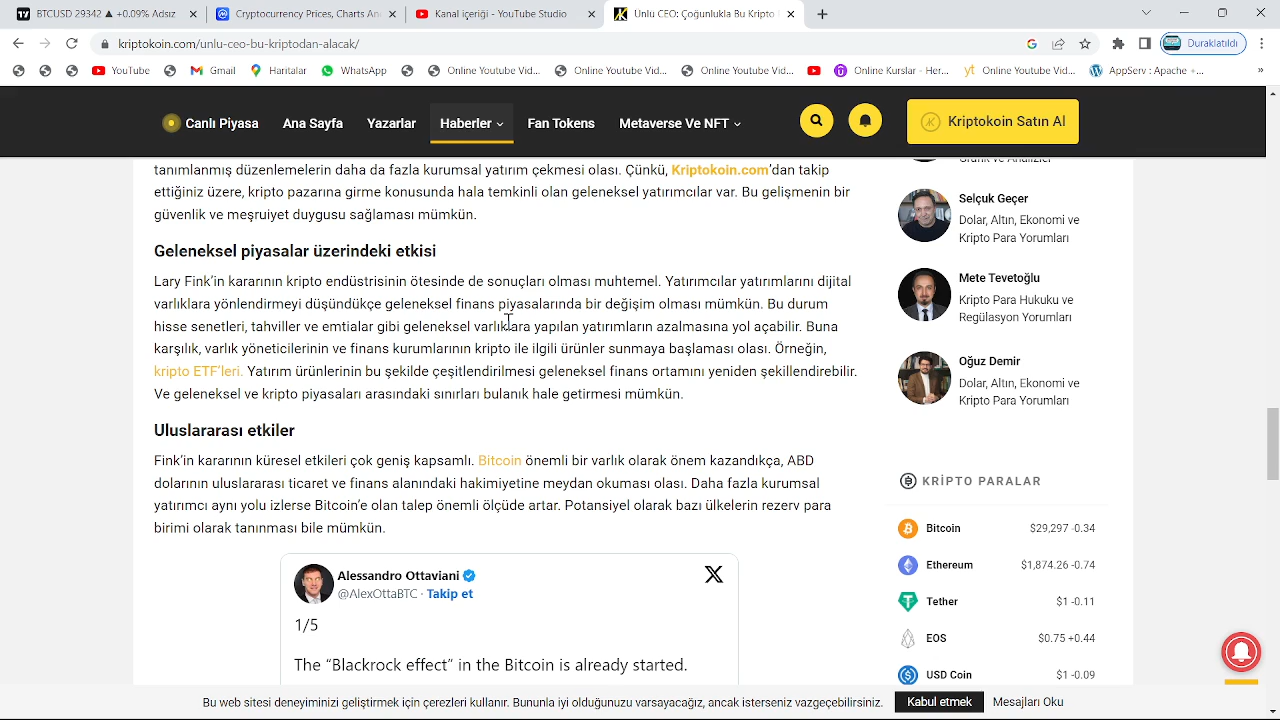 BTCUSD 29342 ▲ +0.09% Adsız
Cryptocurrency Prices, Charts An
Kanal içeriği - YouTube Studio
Unlu CEO: Çoğunlukla Bu Kripto
kriptokoin.com/unlu-ceo-bu-kriptodan-alacak/
Duraklatıldı
YouTube
Gmail
Haritalar
WhatsApp
Online Youtube Vid...
Online Youtube Vid...
Online Youtube Vid...
Online Kurslar - Her...
yt Online Youtube Vid...
AppServ : Apache +...
»
Canlı Piyasa
Ana Sayfa
Yazarlar
Haberler
Fan Tokens
Metaverse Ve NFT
Kriptokoin Satın Al
tanımlanmış düzenlemelerin daha da fazla kurumsal yatırım çekmesi olası. Çünkü, Kriptokoin.com'dan takip
ettiğiniz üzere, kripto pazarına girme konusunda hala temkinli olan geleneksel yatırımcılar var. Bu gelişmenin bir
güvenlik ve meşruiyet duygusu sağlaması mümkün.
Geleneksel piyasalar üzerindeki etkisi
Lary Fink'in kararının kripto endüstrisinin ötesinde de sonuçları olması muhtemel. Yatırımcılar yatırımlarını dijital
varlıklara yönlendirmeyi düşündükçe geleneksel finans piyasalarında bir değişim olması mümkün. Bu durum
hisse senetleri, tahviller ve emtialar gibi geleneksel varlıklara yapılan yatırımların azalmasına yol açabilir. Buna
karşılık, varlık yöneticilerinin ve finans kurumlarının kripto ile ilgili ürünler sunmaya başlaması olası. Örneğin,
kripto ETF'leri. Yatırım ürünlerinin bu şekilde çeşitlendirilmesi geleneksel finans ortamını yeniden şekillendirebilir.
Ve geleneksel ve kripto piyasaları arasındaki sınırları bulanık hale getirmesi mümkün.
Uluslararası etkiler
Fink'in kararının küresel etkileri çok geniş kapsamlı. Bitcoin önemli bir varlık olarak önem kazandıkça, ABD
dolarının uluslararası ticaret ve finans alanındaki hakimiyetine meydan okuması olası. Daha fazla kurumsal
yatırımcı aynı yolu izlerse Bitcoin'e olan talep önemli ölçüde artar. Potansiyel olarak bazı ülkelerin rezerv para
birimi olarak tanınması bile mümkün.
Alessandro Ottaviani
@AlexOttaBTC · Takip et
1/5
The “Blackrock effect” in the Bitcoin is already started.
Grafik ve Analizler
Selçuk Geçer
Dolar, Altın, Ekonomi ve
Kripto Para Yorumları
Mete Tevetoğlu
Kripto Para Hukuku ve
Regülasyon Yorumları
Oğuz Demir
Dolar, Altın, Ekonomi ve
Kripto Para Yorumları
KRİPTO PARALAR
Bitcoin $29,297 -0.34
Ethereum $1,874.26 -0.74
Tether $1 -0.11
EOS $0.75 +0.44
USD Coin $1 -0.09
Bu site deneyiminizi geliştirmek için çerezleri kullanır. Bununla iyi olduğunuzu varsayacağız, ancak isterseniz vazgeçebilirsiniz.
Kabul etmek
Mesajları Oku